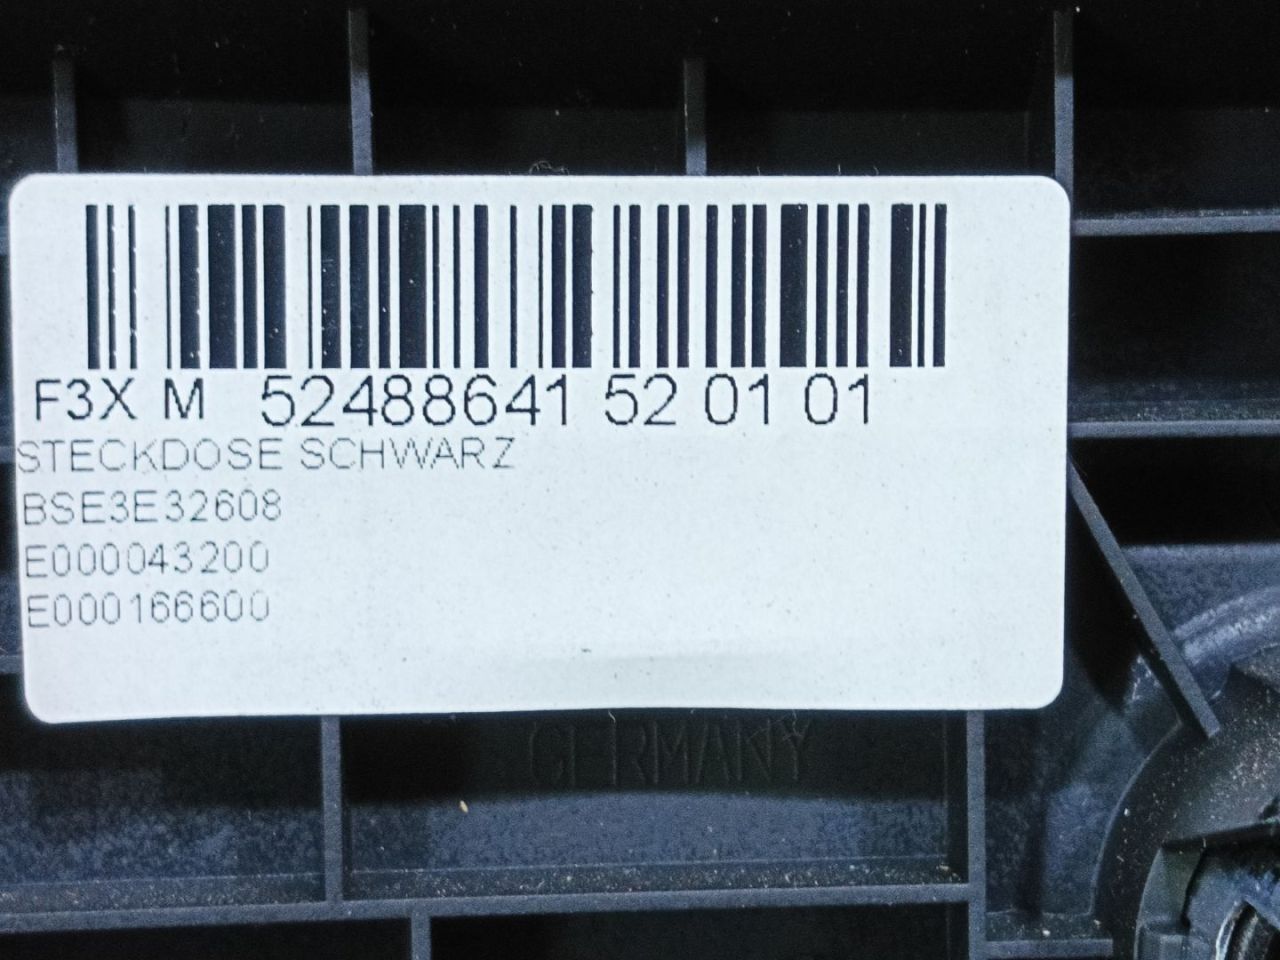 F3X M 52488641 52 01 01
STECKDOSE SCHWARZ
BSE3E32608
E000043200
E000166600
GERMANY